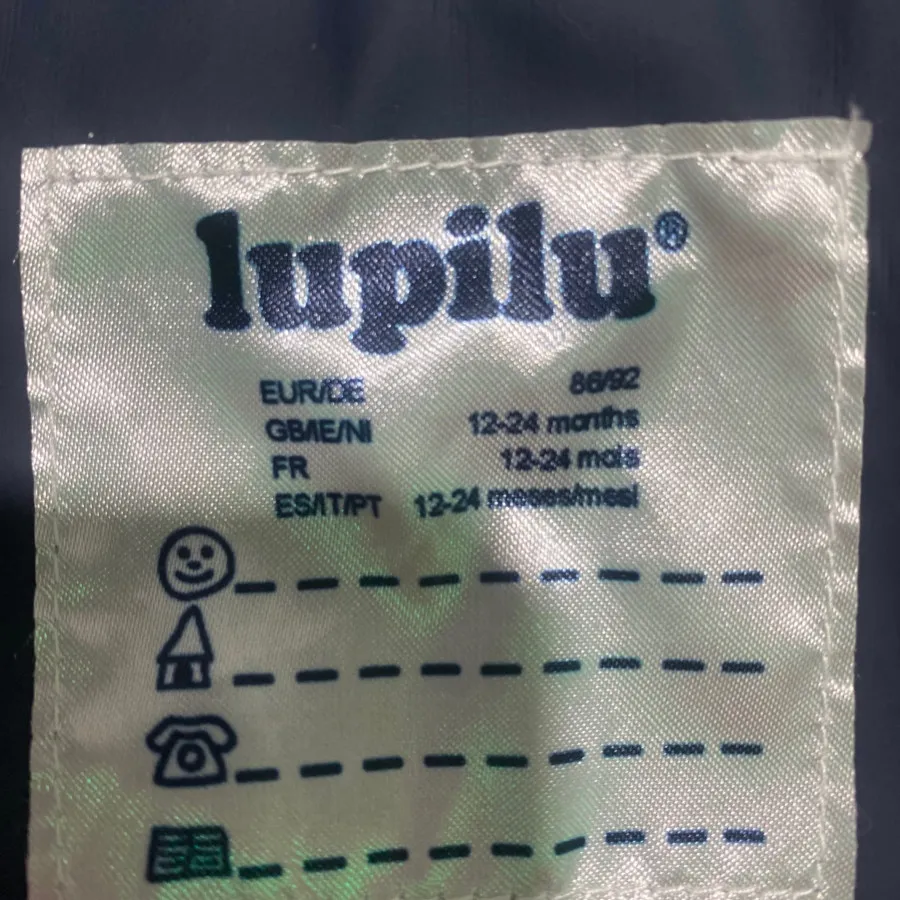 lupilu®
EUR/DE 86/92
GB/IE/NI 12-24 months
FR 12-24 mois
ES/IT/PT 12-24 meses/mesi